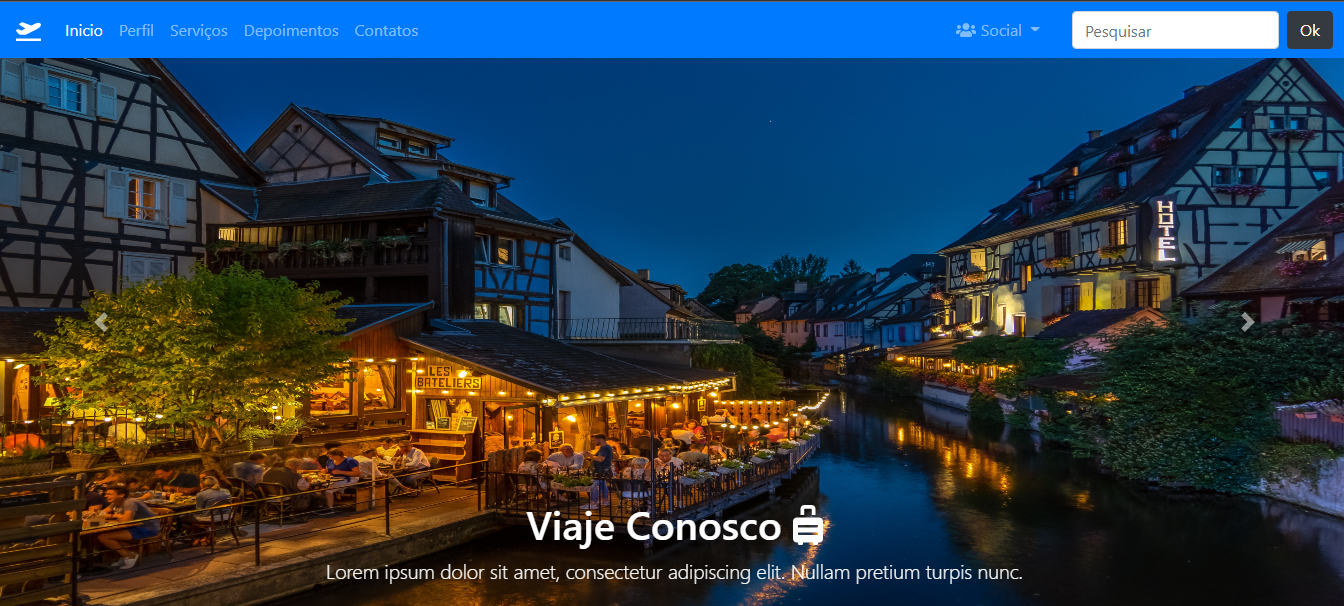 Inicio Perfil Serviços Depoimentos Contatos Social Pesquisar Ok
HOTEL
LES
BATELIERS
Viaje Conosco
Lorem ipsum dolor sit amet, consectetur adipiscing elit. Nullam pretium turpis nunc.